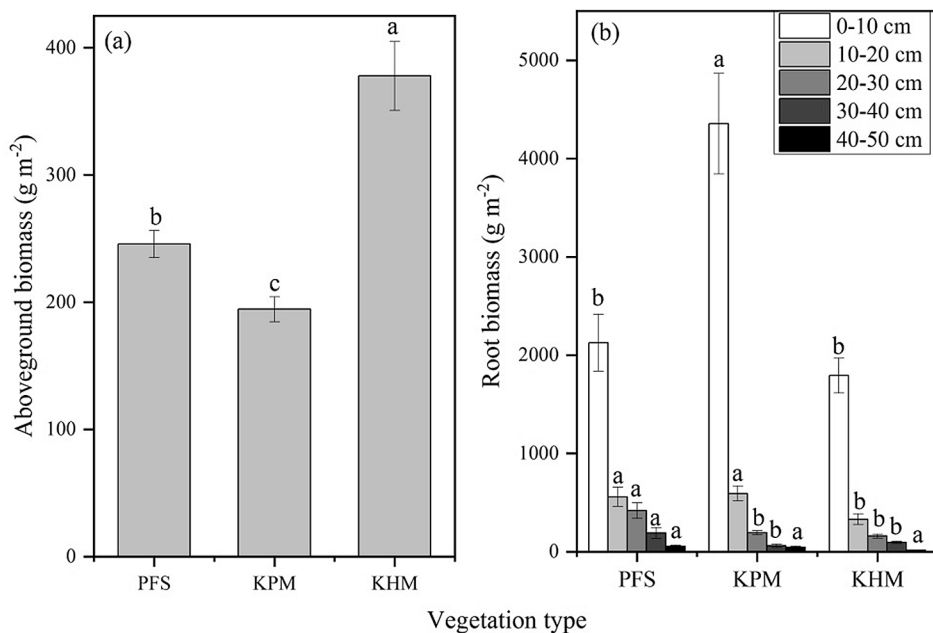 (a)
Aboveground biomass (g m⁻²)
400
300
200
100
0
b
c
a
PFS
KPM
KHM
(b)
0-10 cm
10-20 cm
20-30 cm
30-40 cm
40-50 cm
Root biomass (g m⁻²)
5000
4000
3000
2000
1000
0
b
a
a
a
a
a
a
b
b
a
b
b
b
b
a
PFS
KPM
KHM
Vegetation type